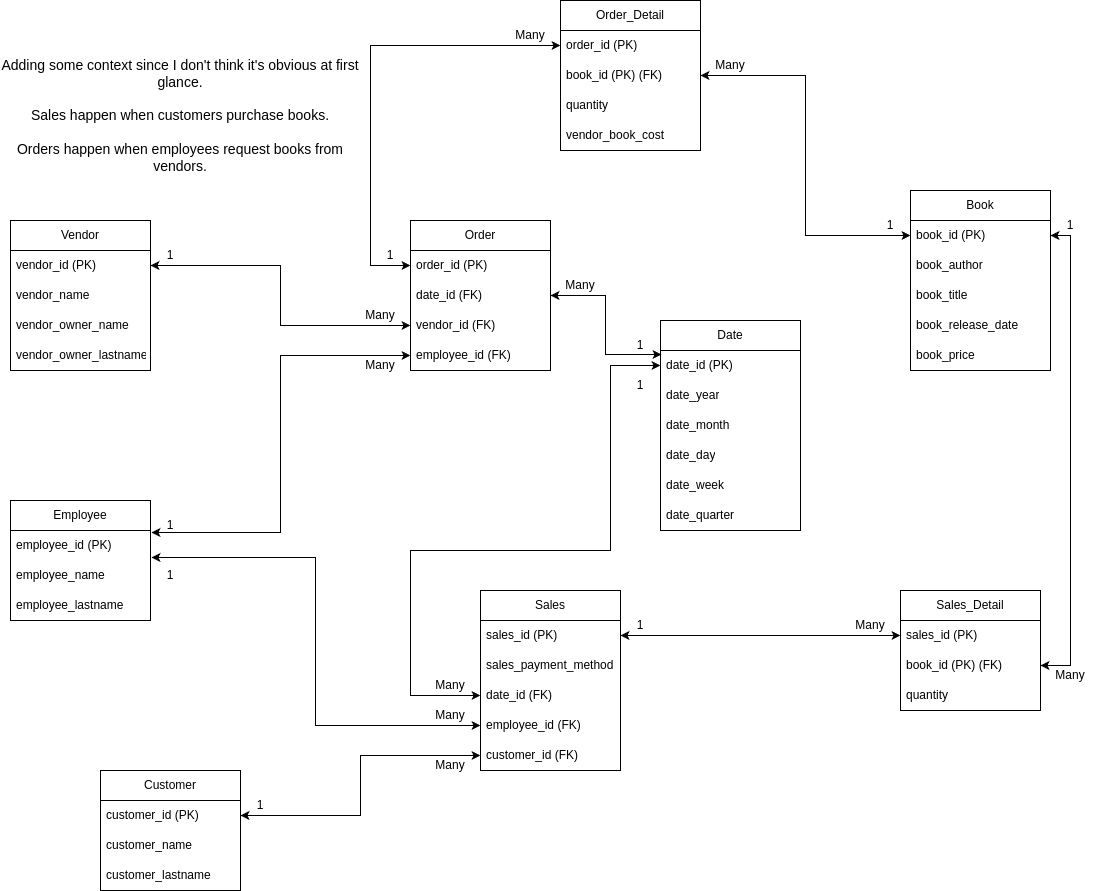 Order_Detail
Many
order_id (PK)
Many
book_id (PK) (FK)
quantity
vendor_book_cost
Adding some context since I don't think it's obvious at first
glance.
Sales happen when customers purchase books.
Orders happen when employees request books from
vendors.
Vendor
1
vendor_id (PK)
vendor_name
vendor_owner_name
vendor_owner_lastname
Order
1
order_id (PK)
date_id (FK)
Many
Many
vendor_id (FK)
employee_id (FK)
Many
Book
1
1
book_id (PK)
book_author
book_title
book_release_date
book_price
Date
1
date_id (PK)
1
date_year
date_month
date_day
date_week
date_quarter
Employee
1
employee_id (PK)
employee_name
1
employee_lastname
Sales
sales_id (PK)
1
sales_payment_method
Many
date_id (FK)
Many
employee_id (FK)
customer_id (FK)
Many
Sales_Detail
Many
sales_id (PK)
book_id (PK) (FK)
Many
quantity
Customer
1
customer_id (PK)
customer_name
customer_lastname